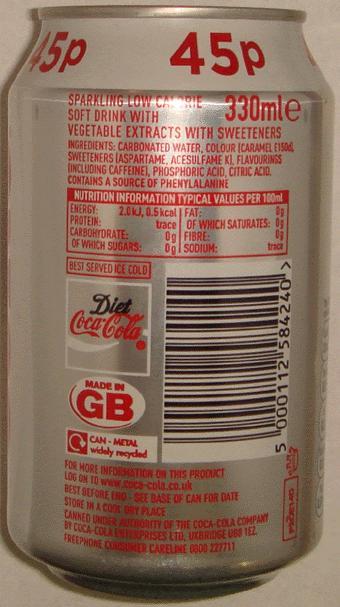 45p 45p
SPARKLING LOW CALORIE
SOFT DRINK WITH 330ml e
VEGETABLE EXTRACTS WITH SWEETENERS
INGREDIENTS: CARBONATED WATER, COLOUR (CARAMEL E150d),
SWEETENERS (ASPARTAME, ACESULFAME K), FLAVOURINGS
(INCLUDING CAFFEINE), PHOSPHORIC ACID, CITRIC ACID.
CONTAINS A SOURCE OF PHENYLALANINE
NUTRITION INFORMATION TYPICAL VALUES PER 100ml
ENERGY: 2.0kJ, 0.5kcal FAT: 0g
PROTEIN: trace OF WHICH SATURATES: 0g
CARBOHYDRATE: 0g FIBRE: 0g
OF WHICH SUGARS: 0g SODIUM: trace
BEST SERVED ICE COLD
Diet
Coca-Cola
MADE IN
GB
CAN - METAL
widely recycled
5 000112 584240 >
FOR MORE INFORMATION ON THIS PRODUCT
LOG ON TO www.coca-cola.co.uk
BEST BEFORE END - SEE BASE OF CAN FOR DATE
STORE IN A COOL DRY PLACE
CANNED UNDER AUTHORITY OF THE COCA-COLA COMPANY
BY COCA-COLA ENTERPRISES LTD, UXBRIDGE UB8 1EZ.
FREEPHONE CONSUMER CARELINE 0800 227711